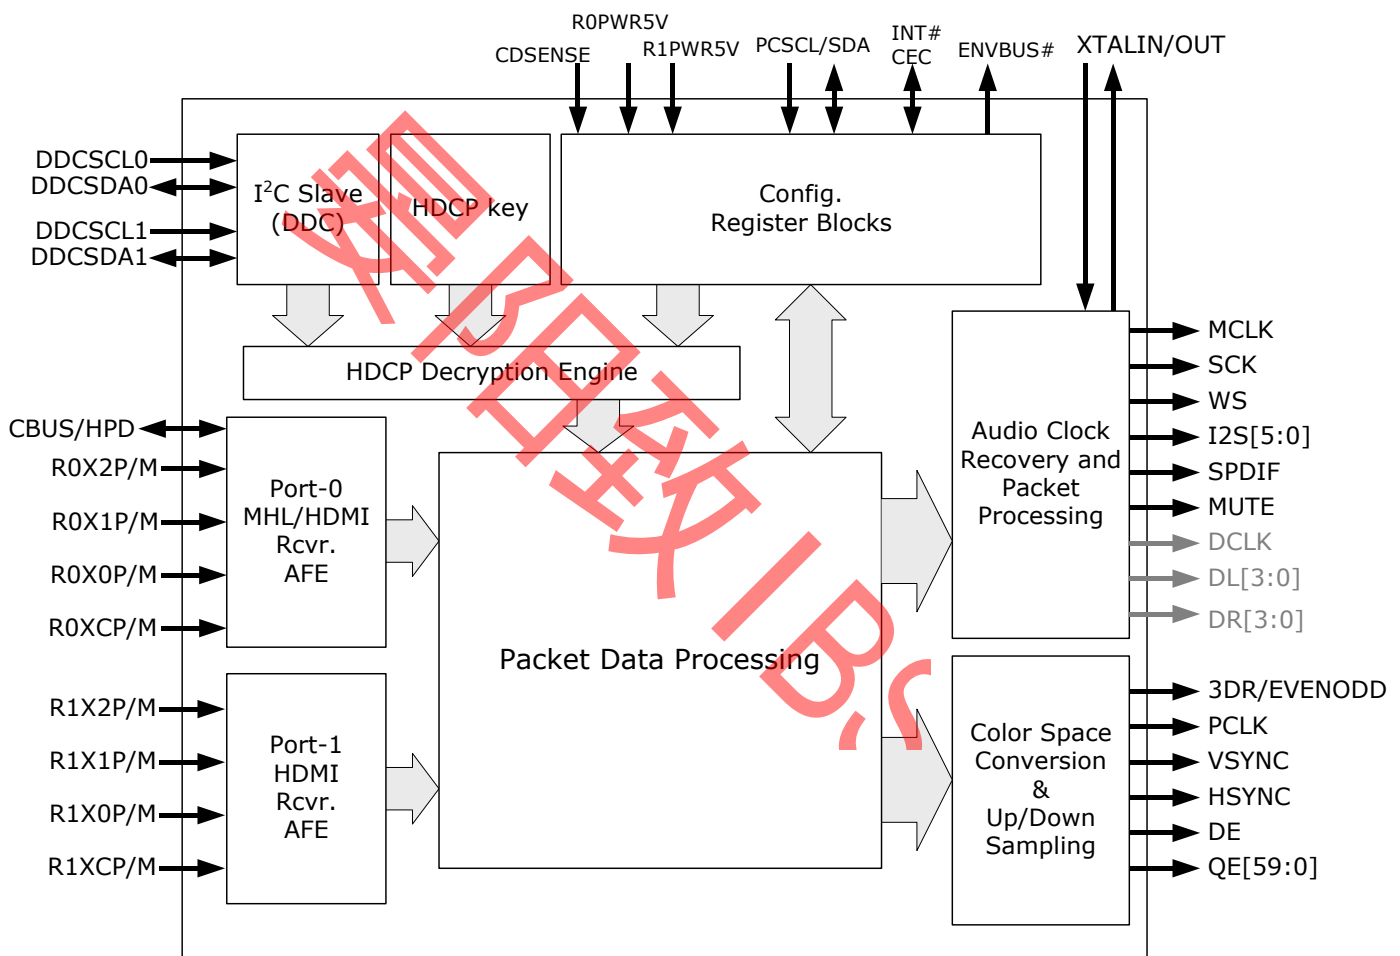 R0PWR5V
CDSENSE
R1PWR5V
PCSCL/SDA
INT#
CEC
ENVBUS#
XTALIN/OUT
DDCSCL0
DDCSDA0
DDCSCL1
DDCSDA1
I2C Slave
(DDC)
HDCP key
Config.
Register Blocks
HDCP Decryption Engine
CBUS/HPD
R0X2P/M
R0X1P/M
R0X0P/M
R0XCP/M
Port-0
MHL/HDMI
Rcvr.
AFE
R1X2P/M
R1X1P/M
R1X0P/M
R1XCP/M
Port-1
HDMI
Rcvr.
AFE
Packet Data Processing
Audio Clock
Recovery and
Packet
Processing
MCLK
SCK
WS
I2S[5:0]
SPDIF
MUTE
DCLK
DL[3:0]
DR[3:0]
Color Space
Conversion
&
Up/Down
Sampling
3DR/EVENODD
PCLK
VSYNC
HSYNC
DE
QE[59:0]
阳致 IBS